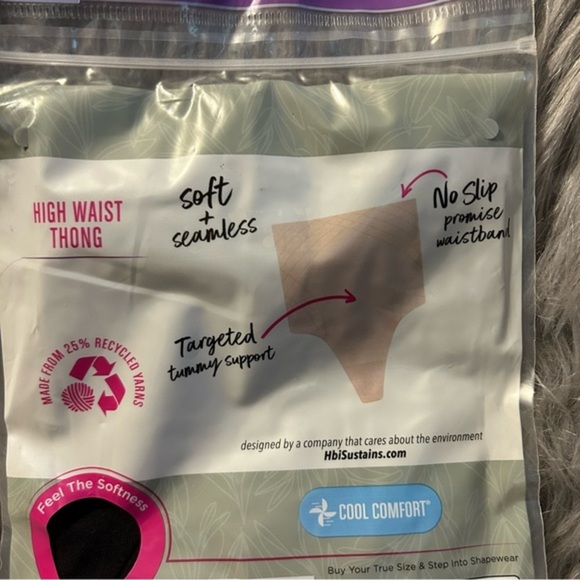 HIGH WAIST
THONG
soft
+
seamless
No Slip
promise
waistband
Targeted
tummy support
MADE FROM 25% RECYCLED YARNS
designed by a company that cares about the environment
HbiSustains.com
Feel The Softness
COOL COMFORT®
Buy Your True Size & Step Into Shapewear